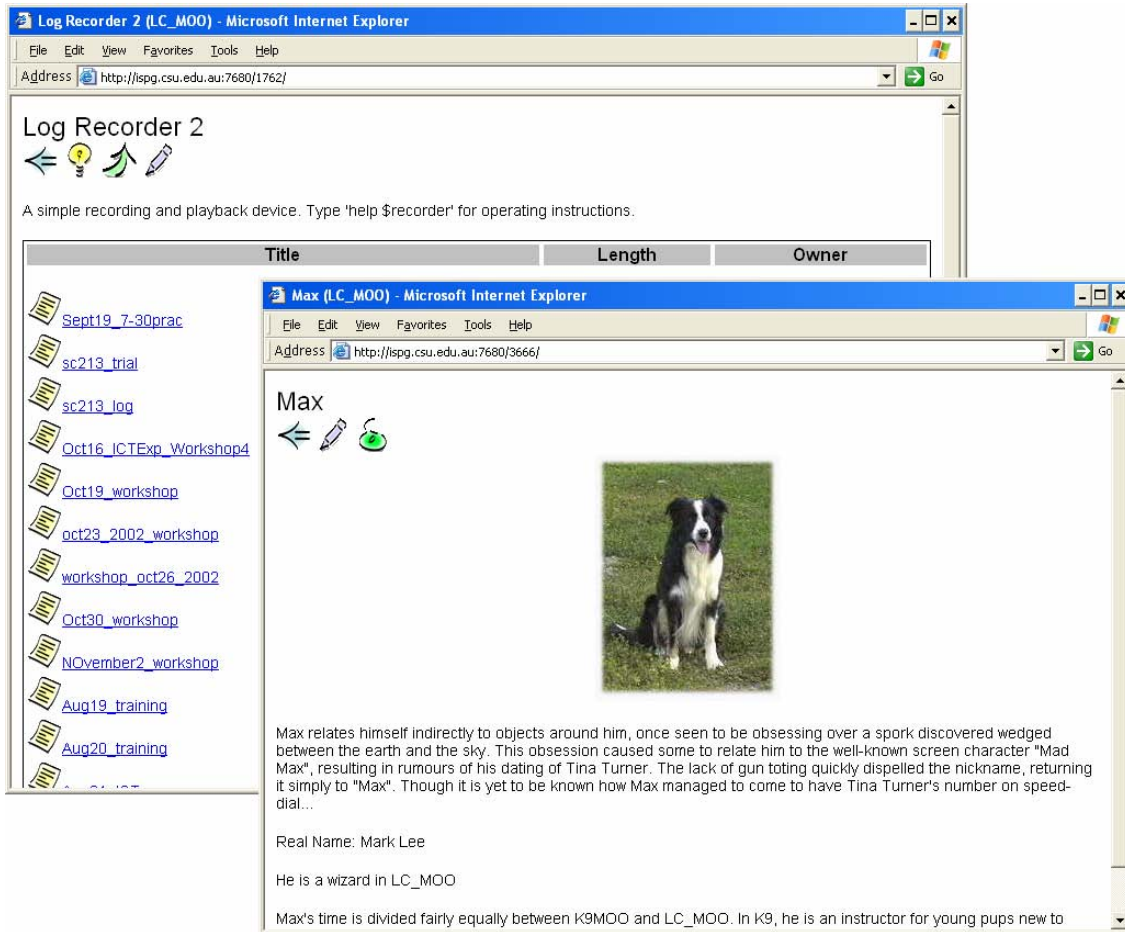 Log Recorder 2 (LC_MOO) - Microsoft Internet Explorer
File Edit View Favorites Tools Help
Address http://ispg.csu.edu.au:7680/1762/ Go
Log Recorder 2
A simple recording and playback device. Type 'help $recorder' for operating instructions.
Title Length Owner
Sept19_7-30prac
sc213_trial
sc213_log
Oct16_ICTExp_Workshop4
Oct19_workshop
oct23_2002_workshop
workshop_oct26_2002
Oct30_workshop
NOvember2_workshop
Aug19_training
Aug20_training
Max (LC_MOO) - Microsoft Internet Explorer
File Edit View Favorites Tools Help
Address http://ispg.csu.edu.au:7680/3666/ Go
Max
Max relates himself indirectly to objects around him, once seen to be obsessing over a spork discovered wedged
between the earth and the sky. This obsession caused some to relate him to the well-known screen character "Mad
Max", resulting in rumours of his dating of Tina Turner. The lack of gun toting quickly dispelled the nickname, returning
it simply to "Max". Though it is yet to be known how Max managed to come to have Tina Turner's number on speed-
dial...
Real Name: Mark Lee
He is a wizard in LC_MOO
Max's time is divided fairly equally between K9MOO and LC_MOO. In K9, he is an instructor for young pups new to